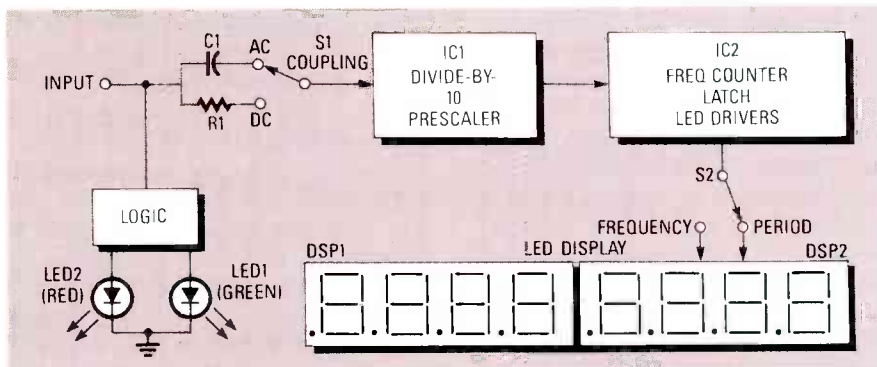 INPUT
C1
AC
S1
COUPLING
R1
DC
IC1
DIVIDE-BY-
10
PRESCALER
IC2
FREQ COUNTER
LATCH
LED DRIVERS
S2
LOGIC
FREQUENCY
PERIOD
DSP1
LED DISPLAY
DSP2
LED2
(RED)
LED1
(GREEN)